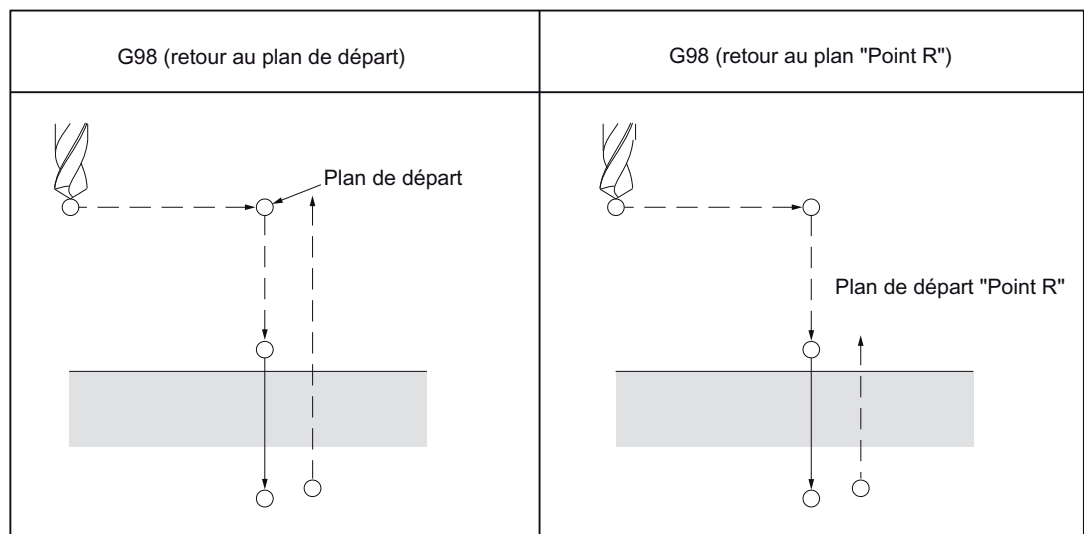 G98 (retour au plan de départ)
G98 (retour au plan "Point R")
Plan de départ
Plan de départ "Point R"